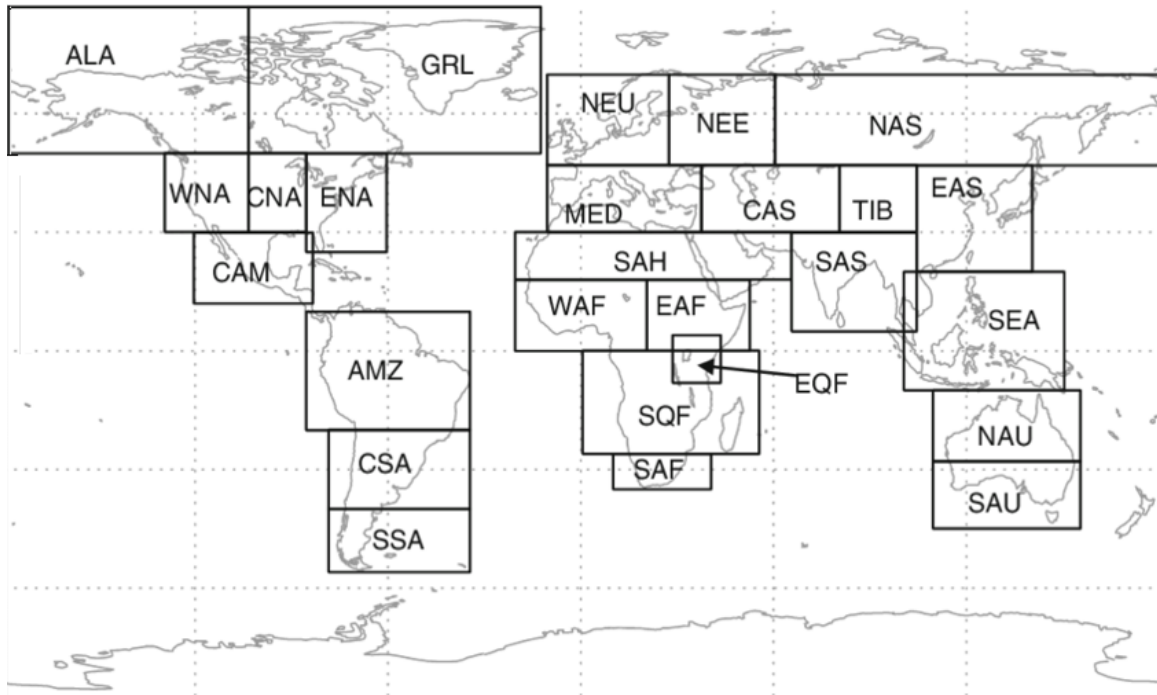 ALA
GRL
NEU
NEE
NAS
WNA
CNA
ENA
MED
CAS
TIB
EAS
CAM
SAH
SAS
WAF
EAF
SEA
AMZ
EQF
SQF
NAU
CSA
SAF
SAU
SSA